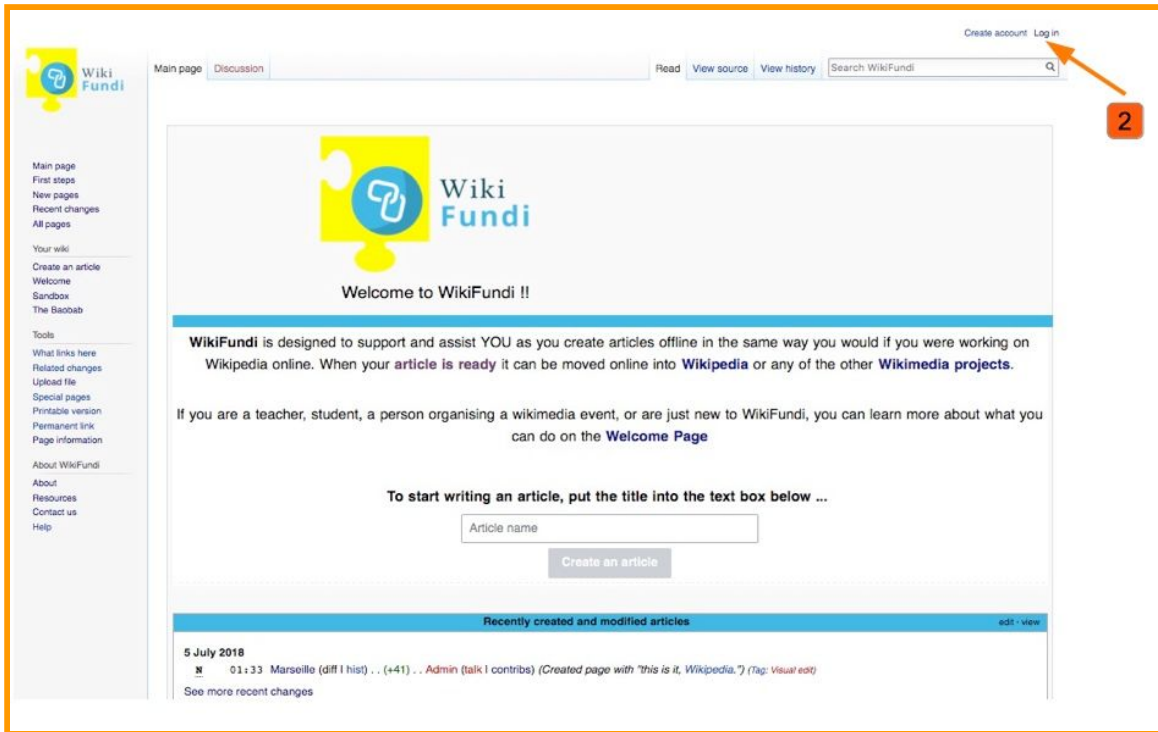 Create account Log in
Wiki
Fundi
Main page Discussion
Read View source View history Search WikiFundi
2
Main page
First steps
New pages
Recent changes
All pages
Your wiki
Create an article
Welcome
Sandbox
The Baobab
Tools
What links here
Related changes
Upload file
Special pages
Printable version
Permanent link
Page information
About WikiFundi
About
Resources
Contact us
Help
Wiki
Fundi
Welcome to WikiFundi !!
WikiFundi is designed to support and assist YOU as you create articles offline in the same way you would if you were working on
Wikipedia online. When your article is ready it can be moved online into Wikipedia or any of the other Wikimedia projects.
If you are a teacher, student, a person organising a wikimedia event, or are just new to WikiFundi, you can learn more about what you
can do on the Welcome Page
To start writing an article, put the title into the text box below ...
Article name
Create an article
Recently created and modified articles
edit · view
5 July 2018
N 01:33 Marseille (diff | hist) . . (+41) . . Admin (talk | contribs) (Created page with "this is it, Wikipedia.") (Tag: Visual edit)
See more recent changes